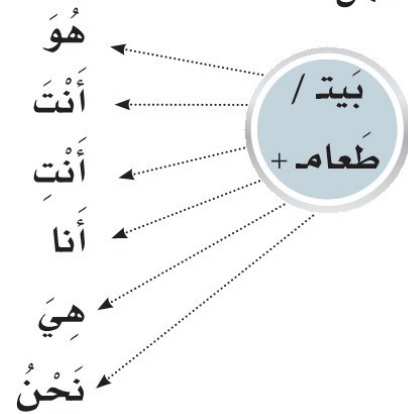 هُوَ
أَنْتَ
أَنْتِ
أَنا
هِيَ
نَحْنُ
بَيتـ /
طَعامـ +